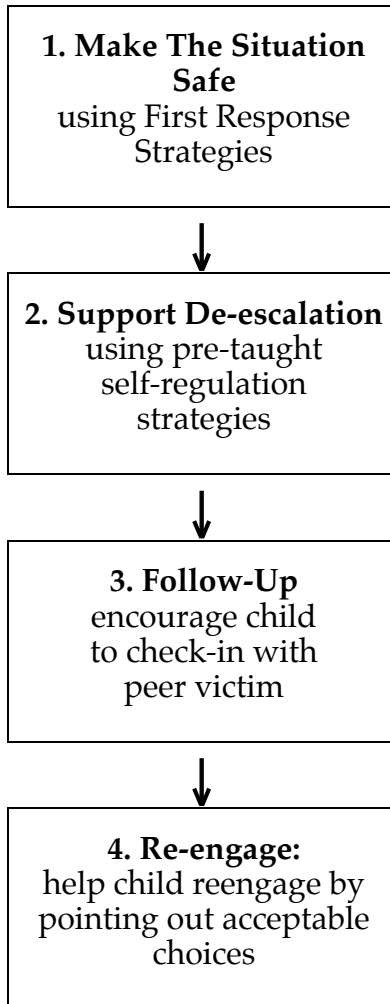 1. Make The Situation
Safe
using First Response
Strategies
2. Support De-escalation
using pre-taught
self-regulation
strategies
3. Follow-Up
encourage child
to check-in with
peer victim
4. Re-engage:
help child reengage by
pointing out acceptable
choices